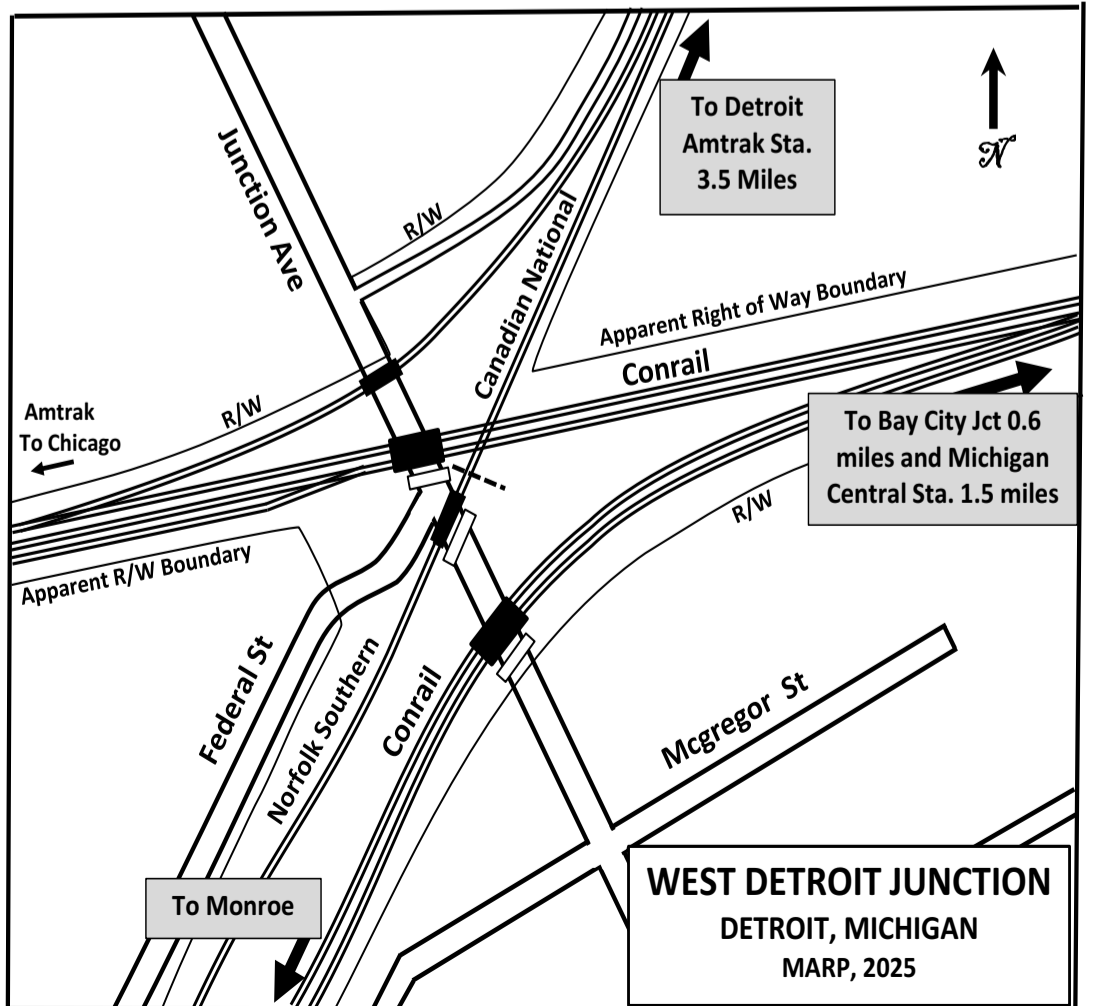 To Detroit
Amtrak Sta.
3.5 Miles
N
Junction Ave
R/W
Canadian National
Apparent Right of Way Boundary
Conrail
R/W
Amtrak
To Chicago
To Bay City Jct 0.6
miles and Michigan
Central Sta. 1.5 miles
R/W
Apparent R/W Boundary
Federal St
Norfolk Southern
Conrail
Mcgregor St
To Monroe
WEST DETROIT JUNCTION
DETROIT, MICHIGAN
MARP, 2025